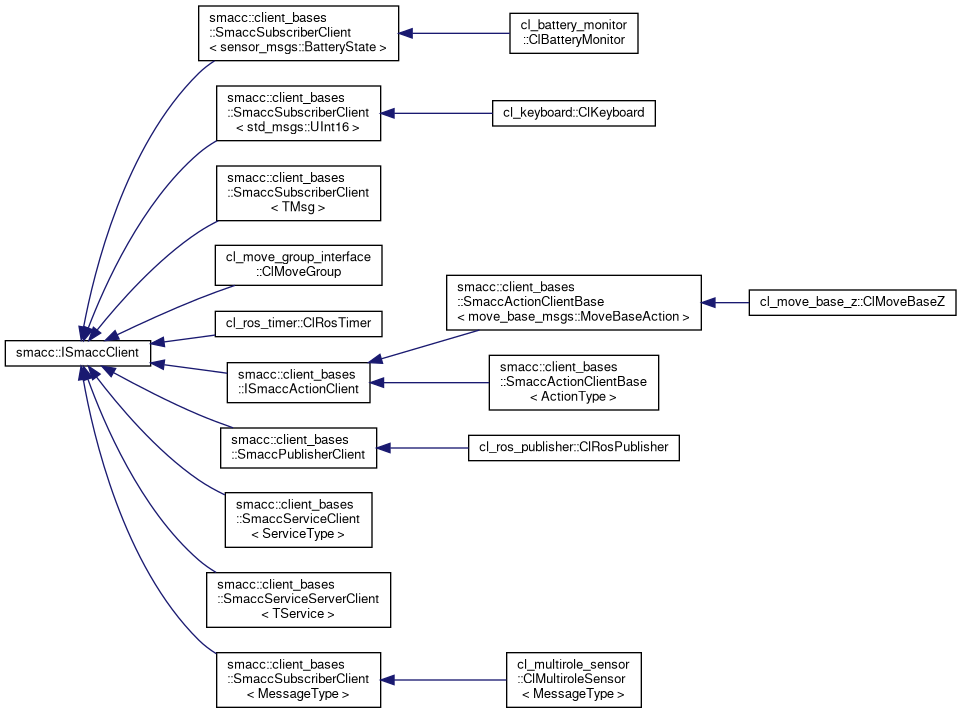 smacc::client_bases
::SmaccSubscriberClient
< sensor_msgs::BatteryState >
cl_battery_monitor
::ClBatteryMonitor
smacc::client_bases
::SmaccSubscriberClient
< std_msgs::UInt16 >
cl_keyboard::ClKeyboard
smacc::client_bases
::SmaccSubscriberClient
< TMsg >
cl_move_group_interface
::ClMoveGroup
smacc::client_bases
::SmaccActionClientBase
< move_base_msgs::MoveBaseAction >
cl_move_base_z::ClMoveBaseZ
cl_ros_timer::ClRosTimer
smacc::ISmaccClient
smacc::client_bases
::ISmaccActionClient
smacc::client_bases
::SmaccActionClientBase
< ActionType >
smacc::client_bases
::SmaccPublisherClient
cl_ros_publisher::ClRosPublisher
smacc::client_bases
::SmaccServiceClient
< ServiceType >
smacc::client_bases
::SmaccServiceServerClient
< TService >
smacc::client_bases
::SmaccSubscriberClient
< MessageType >
cl_multirole_sensor
::ClMultiroleSensor
< MessageType >